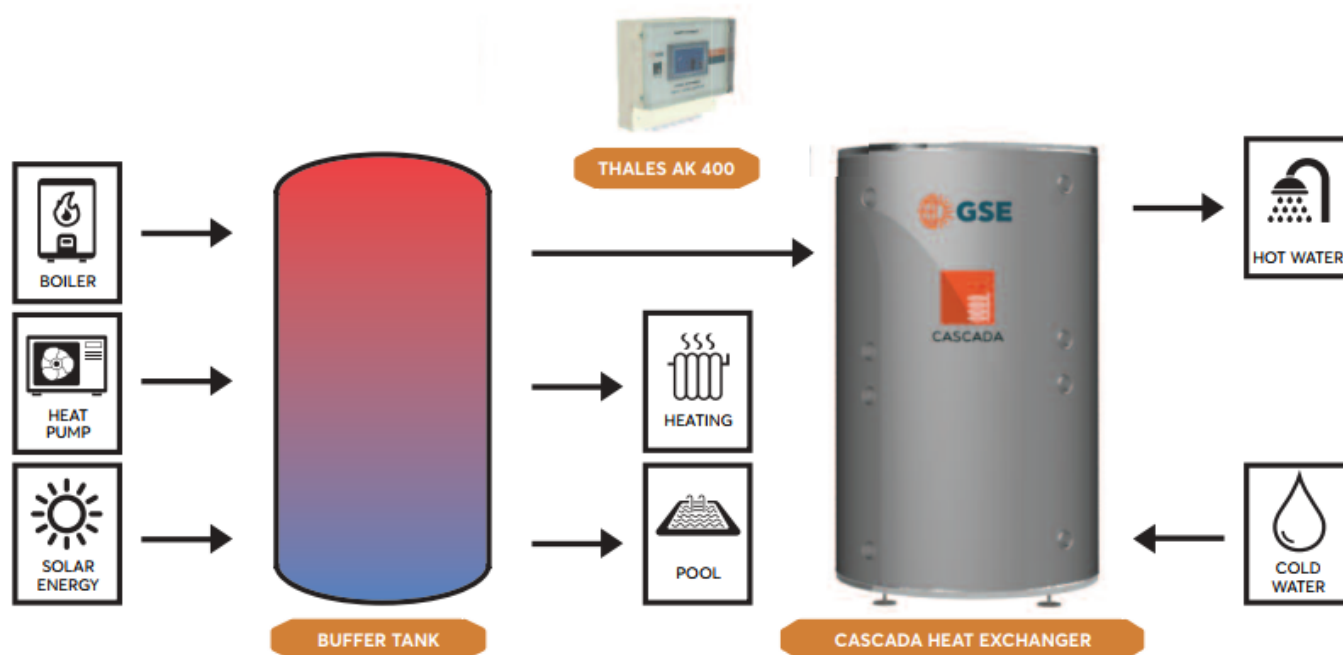 THALES AK 400
BOILER
GSE
HOT WATER
CASCADA
HEAT
PUMP
HEATING
SOLAR
ENERGY
POOL
COLD
WATER
BUFFER TANK
CASCADA HEAT EXCHANGER